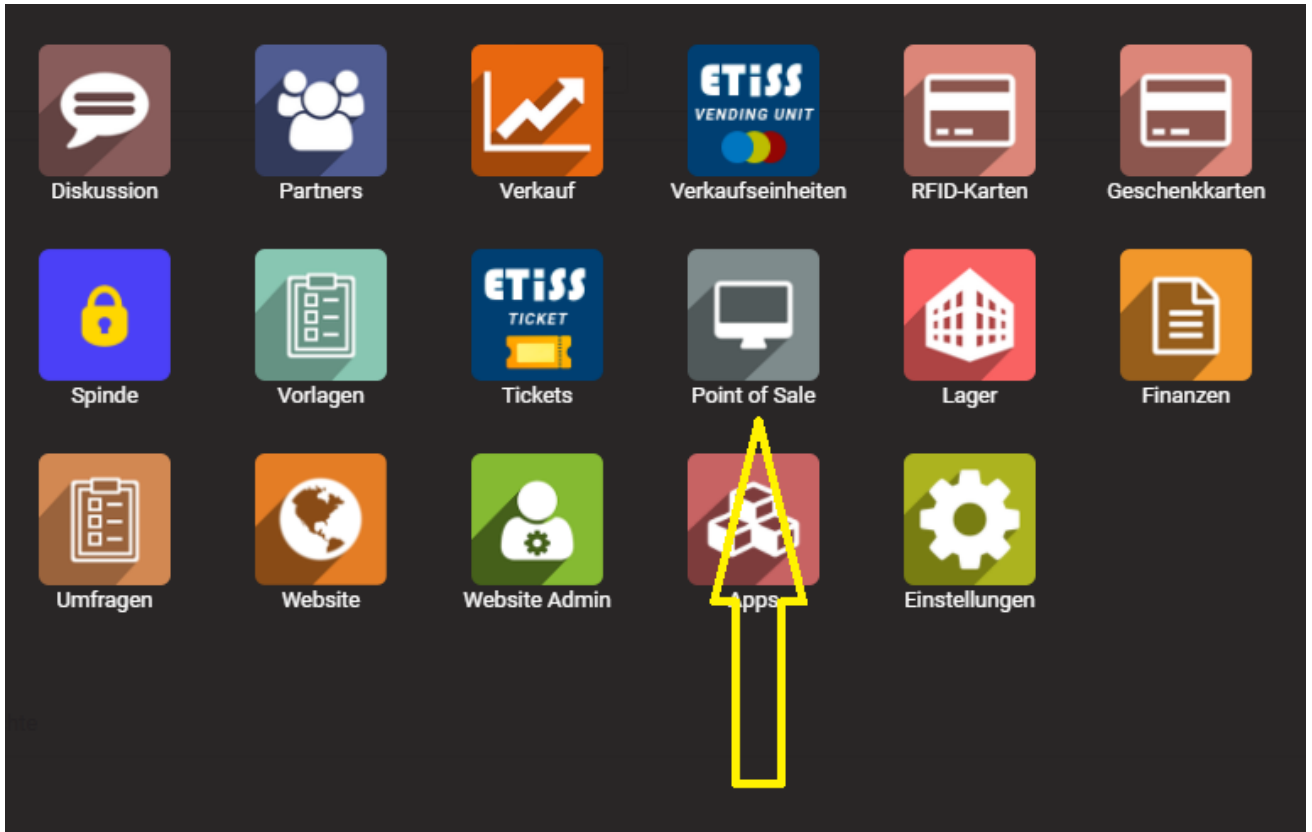 ETiSS
VENDING UNIT
Diskussion
Partners
Verkauf
Verkaufseinheiten
RFID-Karten
Geschenkkarten
ETiSS
TICKET
Spinde
Vorlagen
Tickets
Point of Sale
Lager
Finanzen
Umfragen
Website
Website Admin
Apps
Einstellungen